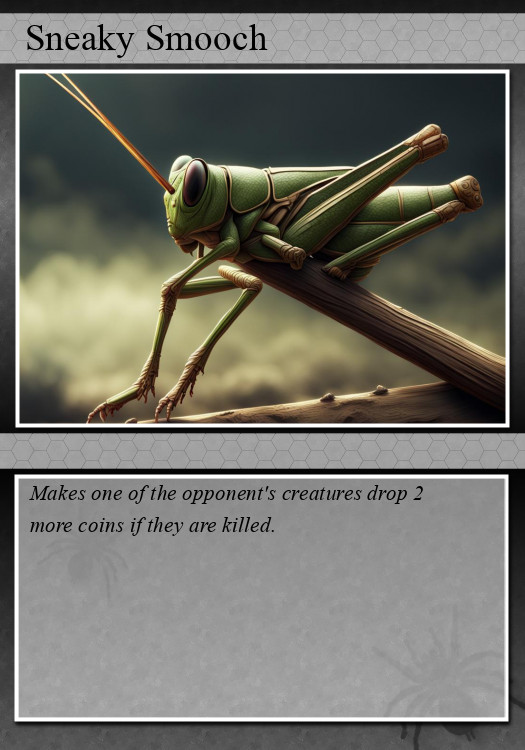 Sneaky Smooch
Makes one of the opponent's creatures drop 2
more coins if they are killed.